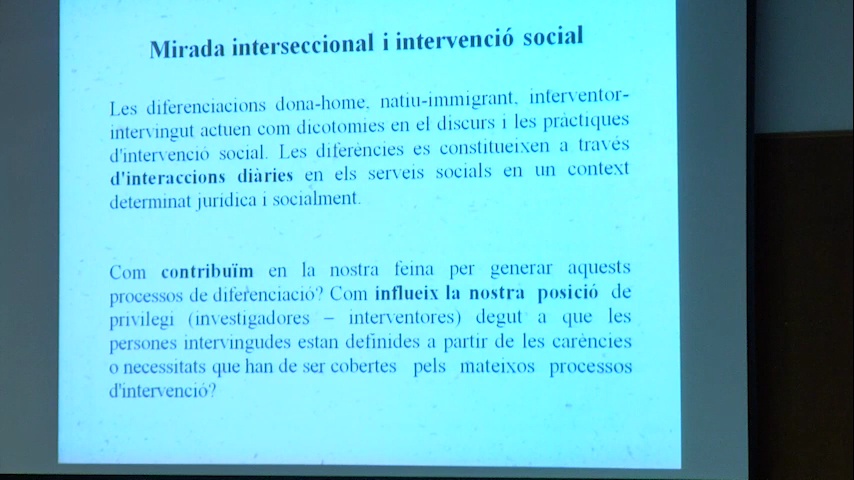 Mirada interseccional i intervenció social
Les diferenciacions dona-home, natiu-immigrant, interventor-
intervingut actuen com dicotomies en el discurs i les pràctiques
d'intervenció social. Les diferències es constitueixen a través
d'interaccions diàries en els serveis socials en un context
determinat jurídica i socialment.
Com contribuïm en la nostra feina per generar aquests
processos de diferenciació? Com influeix la nostra posició de
privilegi (investigadores – interventores) degut a que les
persones intervingudes estan definides a partir de les carències
o necessitats que han de ser cobertes pels mateixos processos
d'intervenció?